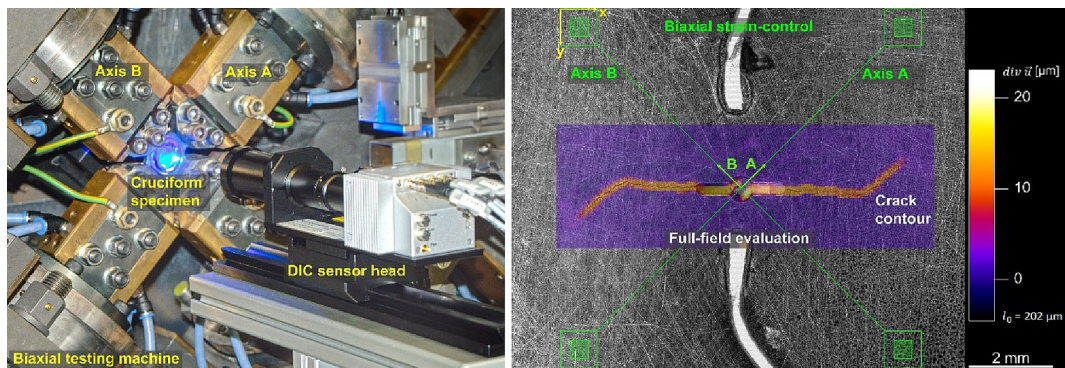 Axis B
Axis A
Cruciform
specimen
DIC sensor head
Biaxial testing machine
x
y
Biaxial strain-control
Axis B
Axis A
B
A
Crack
contour
Full-field evaluation
div u⃗ [µm]
20
10
0
l₀ = 202 µm
2 mm